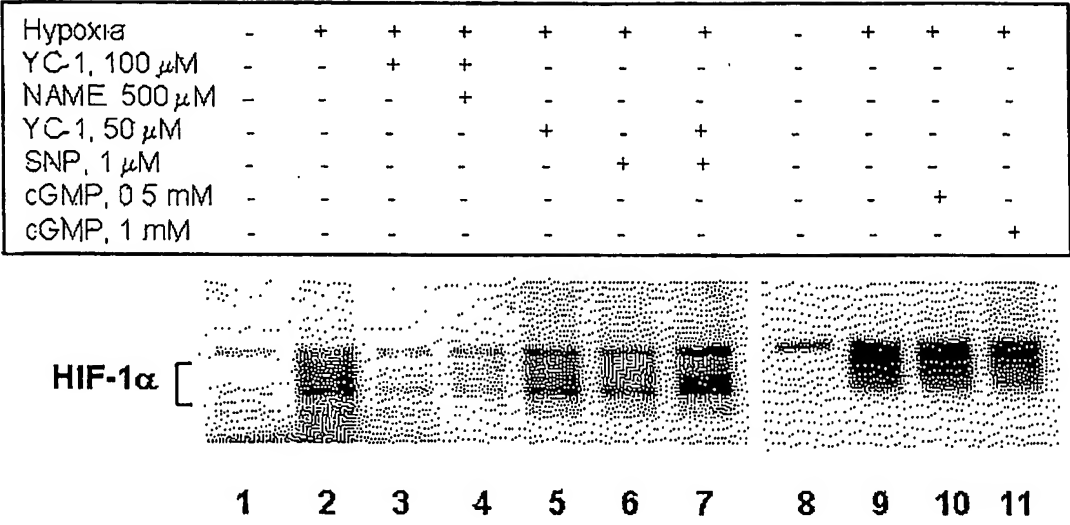 Hypoxia - + + + + + + - + + +
YC-1, 100 μM - - + + - - - - - - -
NAME 500 μM - - - + - - - - - - -
YC-1, 50 μM - - - - + - + - - - -
SNP, 1 μM - - - - - + + - - - -
cGMP, 0 5 mM - - - - - - - - - + -
cGMP, 1 mM - - - - - - - - - - +
HIF-1α [
1 2 3 4 5 6 7 8 9 10 11